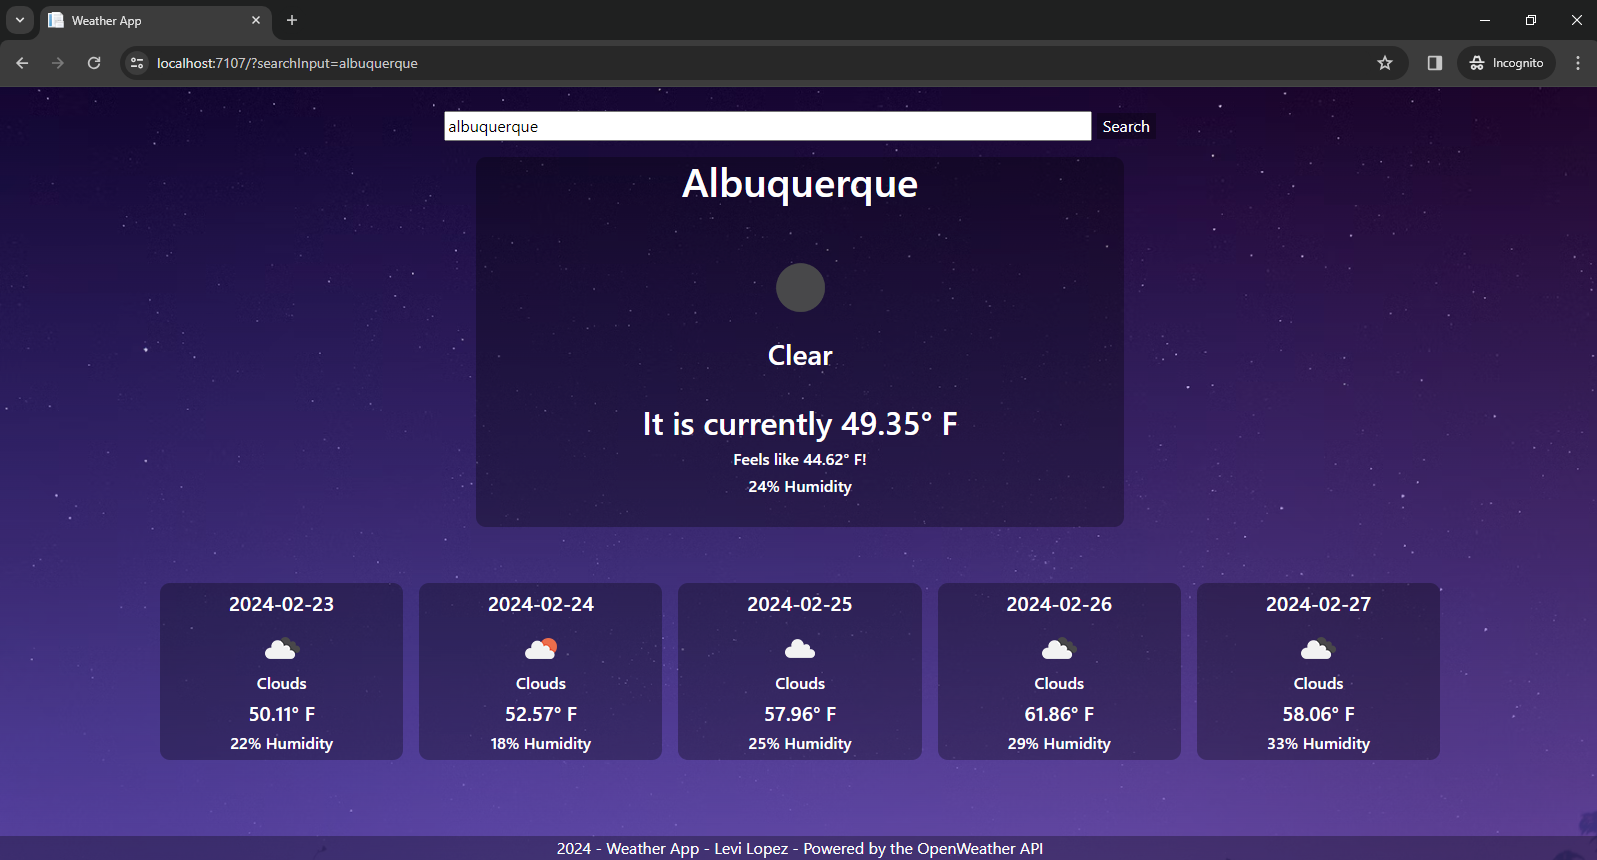 Weather App
localhost:7107/?searchInput=albuquerque
Incognito
albuquerque
Search
Albuquerque
Clear
It is currently 49.35° F
Feels like 44.62° F!
24% Humidity
2024-02-23
Clouds
50.11° F
22% Humidity
2024-02-24
Clouds
52.57° F
18% Humidity
2024-02-25
Clouds
57.96° F
25% Humidity
2024-02-26
Clouds
61.86° F
29% Humidity
2024-02-27
Clouds
58.06° F
33% Humidity
2024 - Weather App - Levi Lopez - Powered by the OpenWeather API